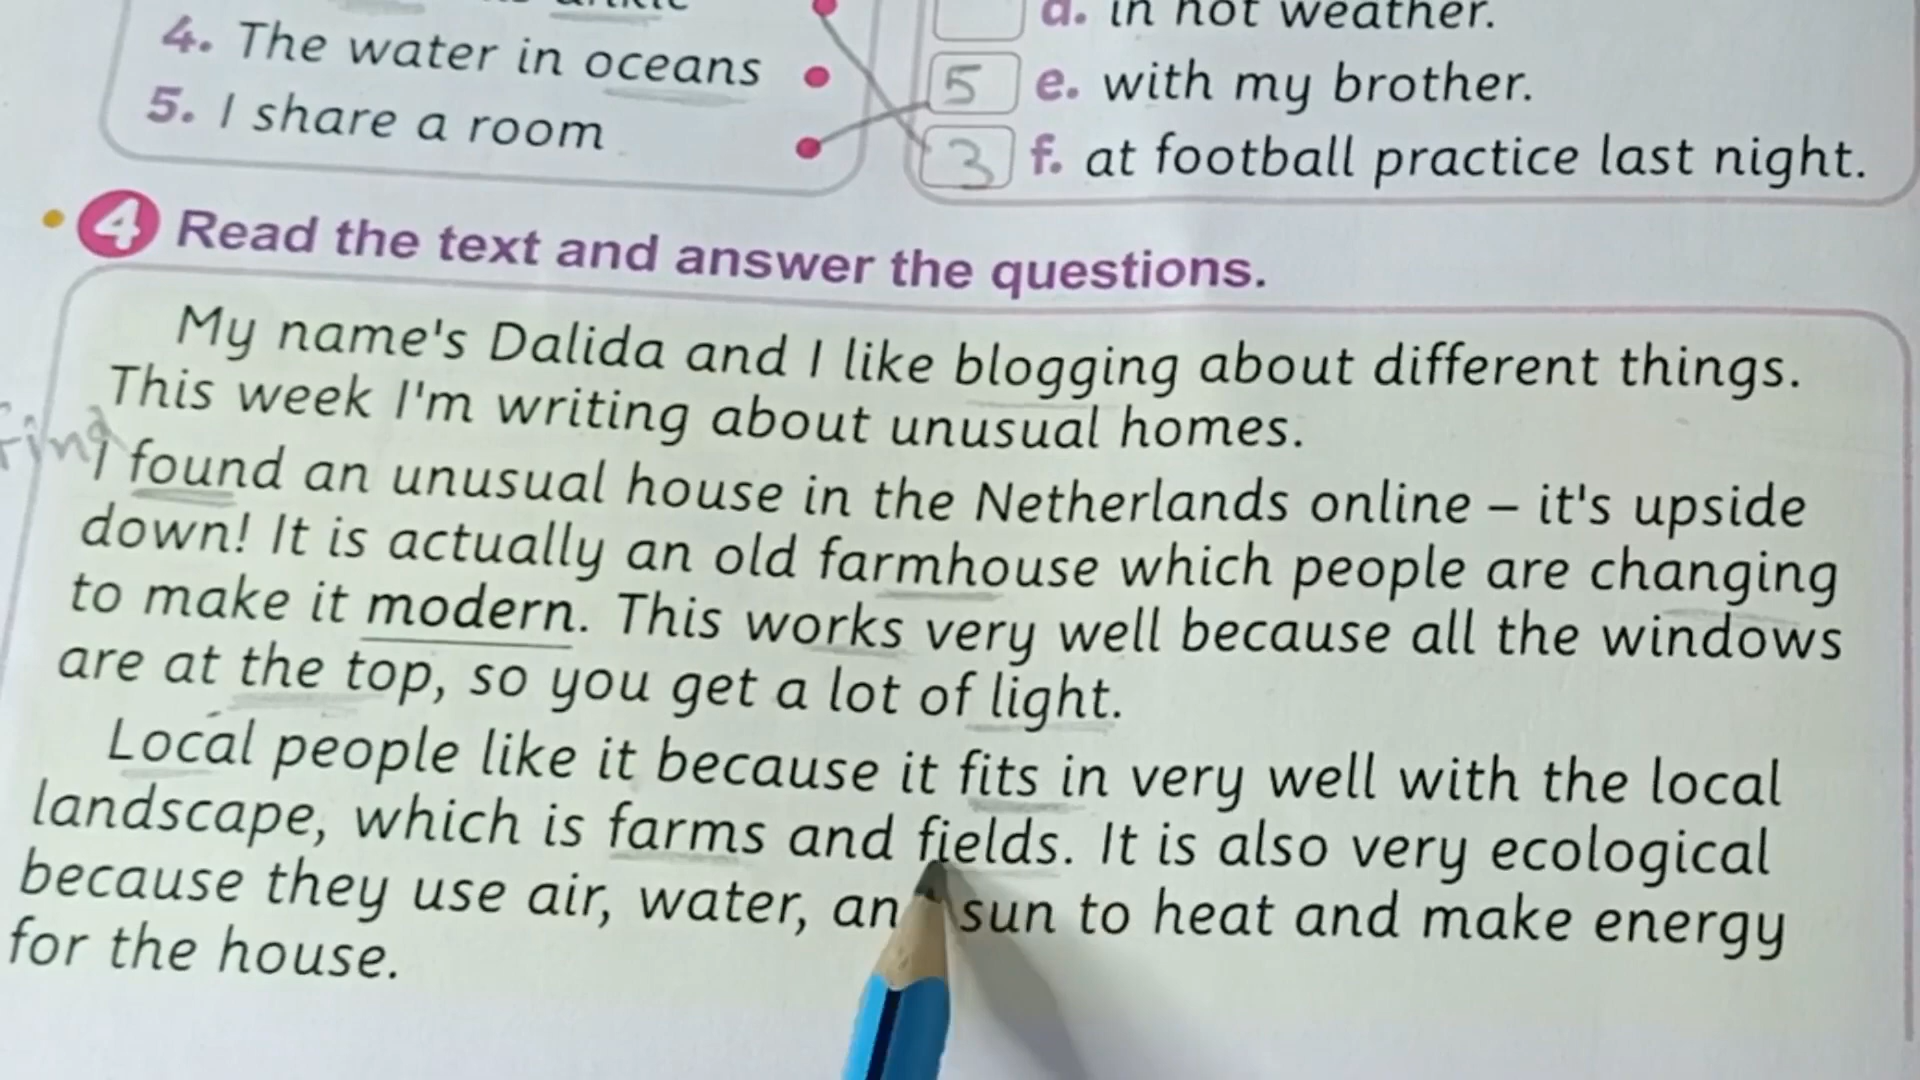 d. in hot weather.
4. The water in oceans
5 e. with my brother.
5. I share a room
3 f. at football practice last night.
4 Read the text and answer the questions.
My name's Dalida and I like blogging about different things.
This week I'm writing about unusual homes.
find
I found an unusual house in the Netherlands online – it's upside
down! It is actually an old farmhouse which people are changing
to make it modern. This works very well because all the windows
are at the top, so you get a lot of light.
Local people like it because it fits in very well with the local
landscape, which is farms and fields. It is also very ecological
because they use air, water, an sun to heat and make energy
for the house.